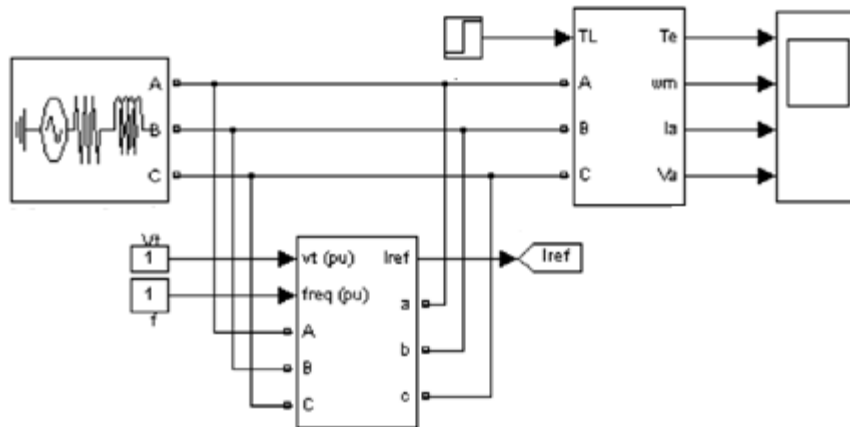 TL Te
A A wm
B B Ia
C C Va
Vt
1 vt (pu) Iref Iref
1 freq (pu) a
f
A
B b
C c